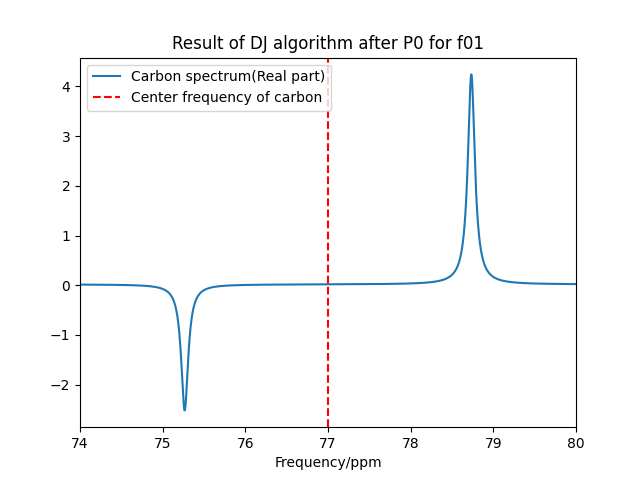 Result of DJ algorithm after P0 for f01
Carbon spectrum(Real part)
Center frequency of carbon
4
3
2
1
0
−1
−2
74 75 76 77 78 79 80
Frequency/ppm